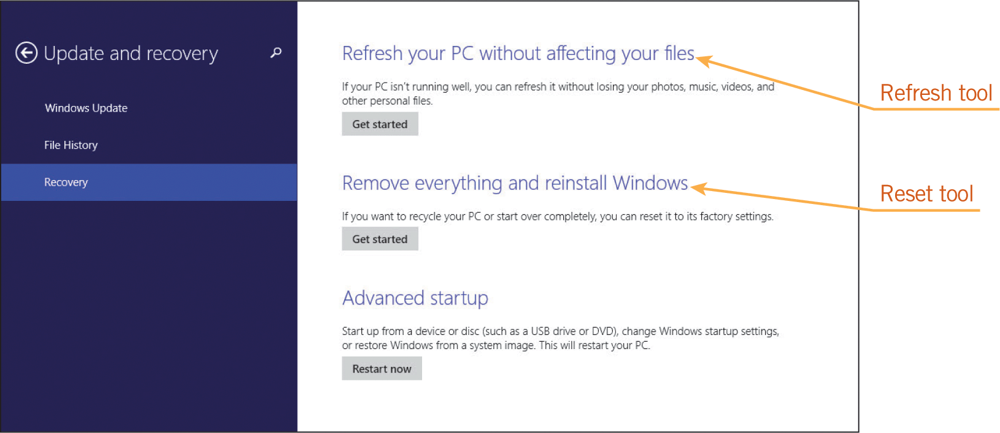 Update and recovery
Windows Update
File History
Recovery
Refresh your PC without affecting your files
If your PC isn't running well, you can refresh it without losing your photos, music, videos, and
other personal files.
Get started
Remove everything and reinstall Windows
If you want to recycle your PC or start over completely, you can reset it to its factory settings.
Get started
Advanced startup
Start up from a device or disc (such as a USB drive or DVD), change Windows startup settings,
or restore Windows from a system image. This will restart your PC.
Restart now
Refresh tool
Reset tool